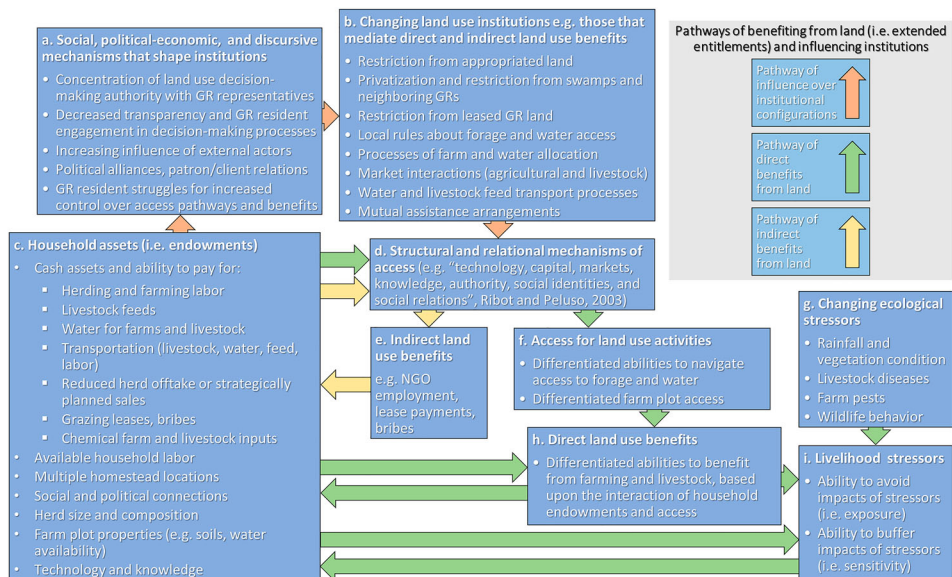 a. Social, political-economic, and discursive
mechanisms that shape institutions
• Concentration of land use decision-
making authority with GR representatives
• Decreased transparency and GR resident
engagement in decision-making processes
• Increasing influence of external actors
• Political alliances, patron/client relations
• GR resident struggles for increased
control over access pathways and benefits
b. Changing land use institutions e.g. those that
mediate direct and indirect land use benefits
• Restriction from appropriated land
• Privatization and restriction from swamps and
neighboring GRs
• Restriction from leased GR land
• Local rules about forage and water access
• Processes of farm and water allocation
• Market interactions (agricultural and livestock)
• Water and livestock feed transport processes
• Mutual assistance arrangements
Pathways of benefiting from land (i.e. extended
entitlements) and influencing institutions
Pathway of
influence over
institutional
configurations
Pathway of
direct
benefits
from land
Pathway of
indirect
benefits
from land
c. Household assets (i.e. endowments)
• Cash assets and ability to pay for:
▪ Herding and farming labor
▪ Livestock feeds
▪ Water for farms and livestock
▪ Transportation (livestock, water, feed,
labor)
▪ Reduced herd offtake or strategically
planned sales
▪ Grazing leases, bribes
▪ Chemical farm and livestock inputs
• Available household labor
• Multiple homestead locations
• Social and political connections
• Herd size and composition
• Farm plot properties (e.g. soils, water
availability)
• Technology and knowledge
d. Structural and relational mechanisms of
access (e.g. “technology, capital, markets,
knowledge, authority, social identities, and
social relations”, Ribot and Peluso, 2003)
e. Indirect land
use benefits
e.g. NGO
employment,
lease payments,
bribes
f. Access for land use activities
• Differentiated abilities to navigate
access to forage and water
• Differentiated farm plot access
g. Changing ecological
stressors
• Rainfall and
vegetation condition
• Livestock diseases
• Farm pests
• Wildlife behavior
h. Direct land use benefits
• Differentiated abilities to benefit
from farming and livestock, based
upon the interaction of household
endowments and access
i. Livelihood stressors
• Ability to avoid
impacts of stressors
(i.e. exposure)
• Ability to buffer
impacts of stressors
(i.e. sensitivity)